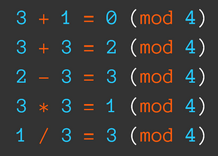 3 + 1 = 0 (mod 4)
3 + 3 = 2 (mod 4)
2 - 3 = 3 (mod 4)
3 * 3 = 1 (mod 4)
1 / 3 = 3 (mod 4)